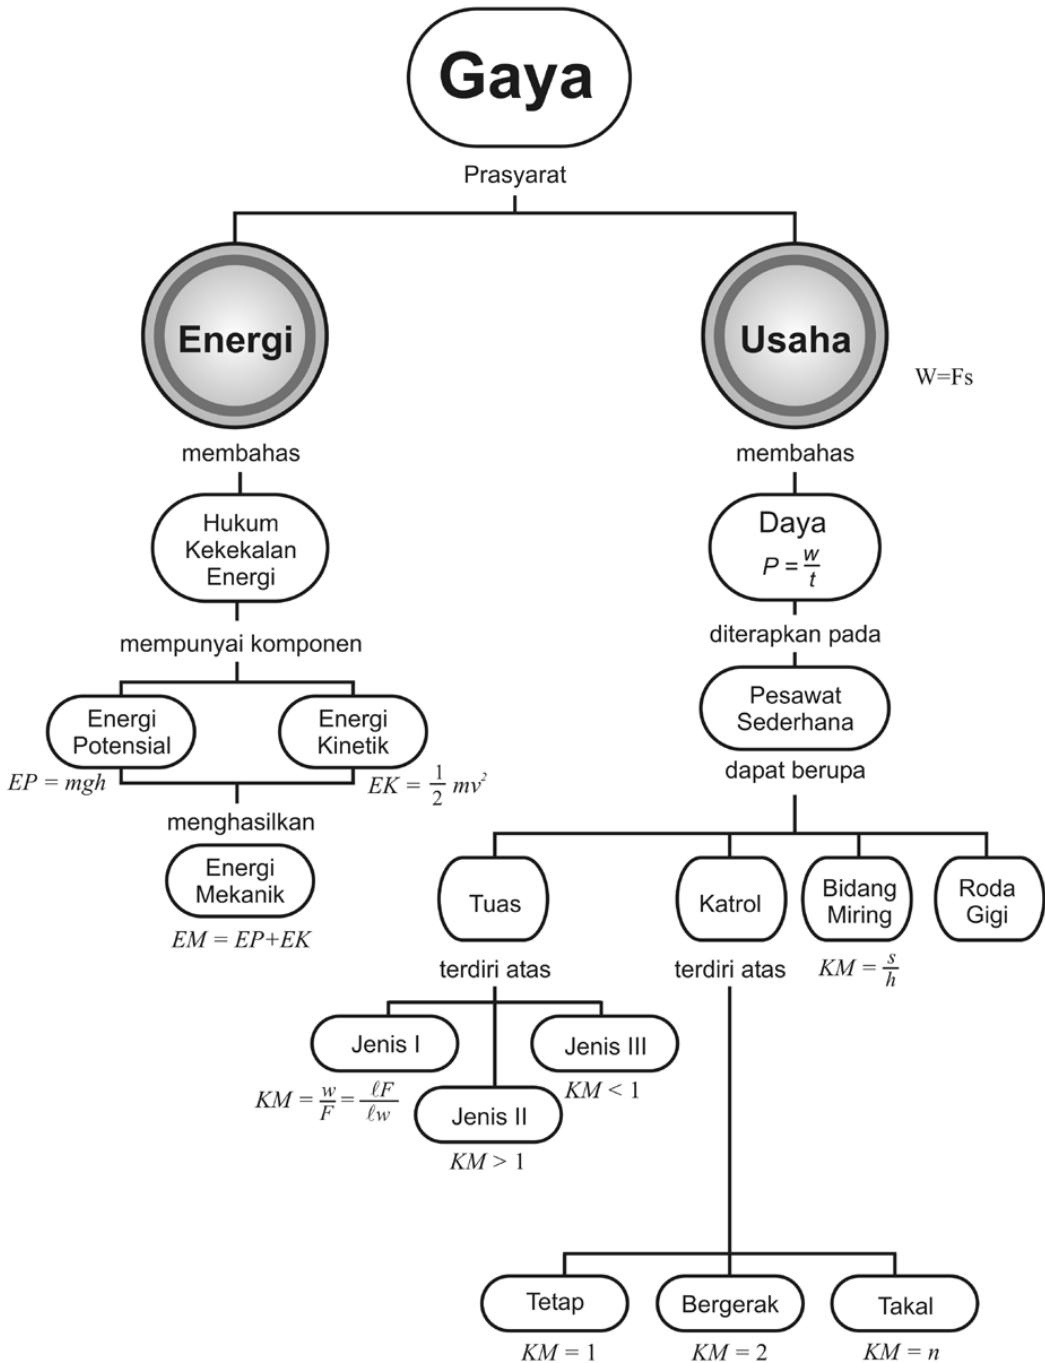 Gaya
Prasyarat
Energi
Usaha
W=Fs
membahas
membahas
Hukum
Kekekalan
Energi
Daya
P = w/t
mempunyai komponen
diterapkan pada
Energi
Potensial
Energi
Kinetik
Pesawat
Sederhana
EP = mgh
EK = 1/2 mv²
dapat berupa
menghasilkan
Energi
Mekanik
EM = EP+EK
Tuas
Katrol
Bidang
Miring
Roda
Gigi
terdiri atas
terdiri atas
KM = s/h
Jenis I
Jenis III
KM = w/F = ℓF/ℓw
KM < 1
Jenis II
KM > 1
Tetap
Bergerak
Takal
KM = 1
KM = 2
KM = n